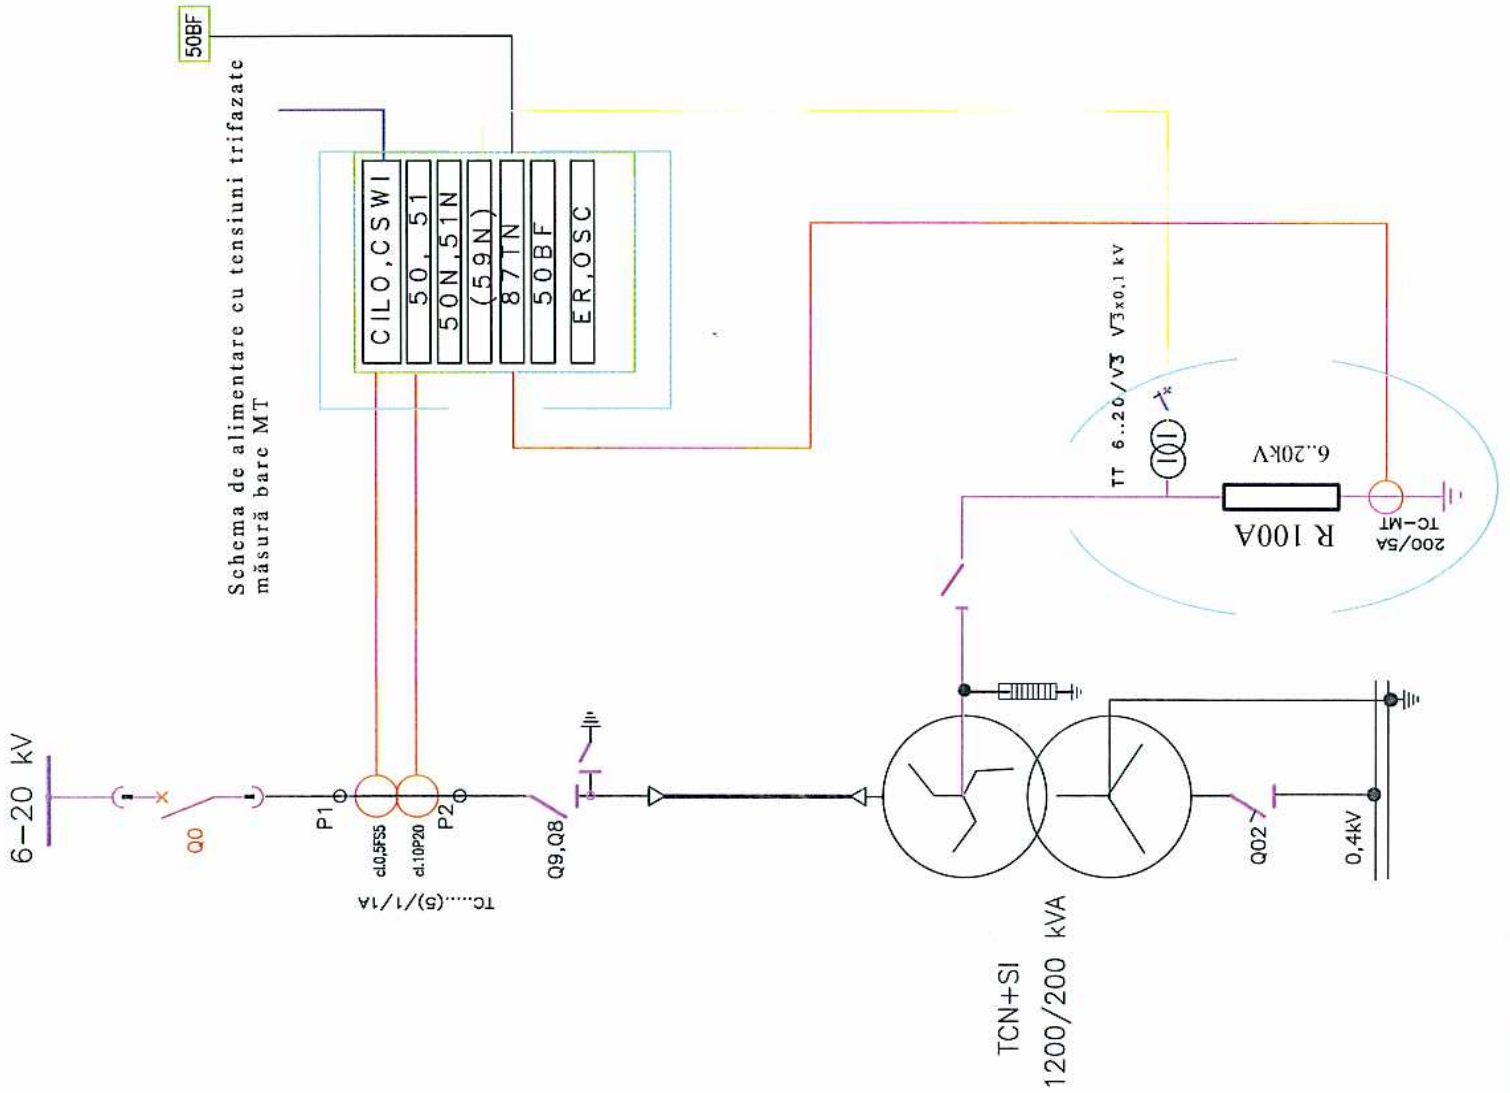 50BF
Schema de alimentare cu tensiuni trifazate
măsură bare MT
CILO,CSWI
50, 51
50N,51N
(59N)
87TN
50BF
ER,OSC
6-20 kV
Q0
P1
cl.0,5FS5
cl.10P20
P2
TC.....(5)/1/1A
Q9,Q8
TT 6..20/√3 √3x0,1 kV
6..20kV
R 100A
200/5A
TC-MT
TCN+SI
1200/200 kVA
Q02
0,4kV